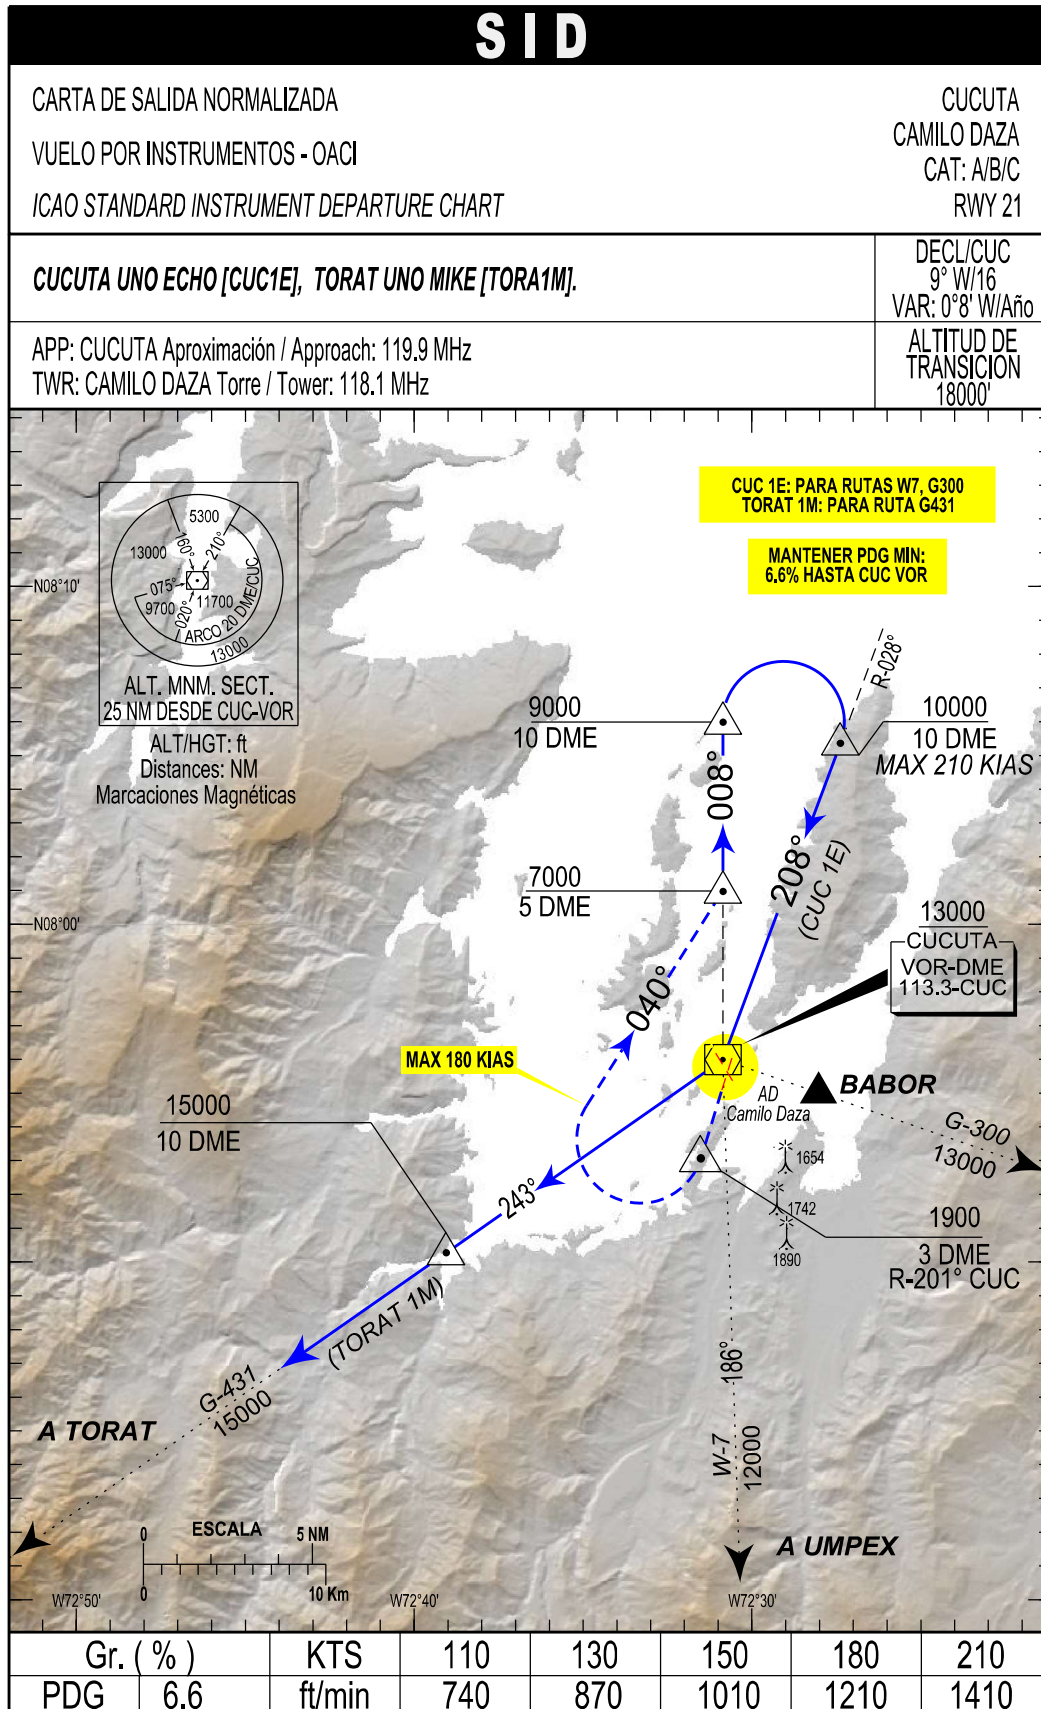 SID
CARTA DE SALIDA NORMALIZADA
VUELO POR INSTRUMENTOS - OACI
ICAO STANDARD INSTRUMENT DEPARTURE CHART
CUCUTA
CAMILO DAZA
CAT: A/B/C
RWY 21
CUCUTA UNO ECHO [CUC1E], TORAT UNO MIKE [TORA1M].
DECL/CUC
9° W/16
VAR: 0°8' W/Año
APP: CUCUTA Aproximación / Approach: 119.9 MHz
TWR: CAMILO DAZA Torre / Tower: 118.1 MHz
ALTITUD DE
TRANSICION
18000'
CUC 1E: PARA RUTAS W7, G300
TORAT 1M: PARA RUTA G431
MANTENER PDG MIN:
6.6% HASTA CUC VOR
5300
160°
210°
13000
075°
9700
11700
020°
ARCO 20 DME/CUC
13000
ALT. MNM. SECT.
25 NM DESDE CUC-VOR
ALT/HGT: ft
Distances: NM
Marcaciones Magnéticas
N08°10'
R-028°
9000
10 DME
10000
10 DME
MAX 210 KIAS
008°
208°
(CUC 1E)
7000
5 DME
N08°00'
13000
CUCUTA
VOR-DME
113.3-CUC
040°
MAX 180 KIAS
AD
Camilo Daza
BABOR
G-300
13000
15000
10 DME
1654
1742
1890
243°
1900
3 DME
R-201° CUC
(TORAT 1M)
G-431
15000
186°
A TORAT
W-7
12000
A UMPEX
0 ESCALA 5 NM
0 10 Km
W72°50'
W72°40'
W72°30'
Gr. ( % ) KTS 110 130 150 180 210
PDG 6.6 ft/min 740 870 1010 1210 1410